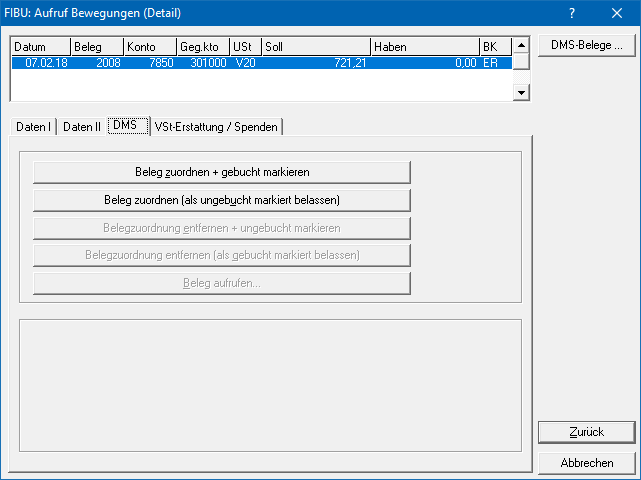 FIBU: Aufruf Bewegungen (Detail)
Datum Beleg Konto Geg.kto USt Soll Haben BK
07.02.18 2008 7850 301000 V20 721,21 0,00 ER
DMS-Belege ...
Daten I Daten II DMS VSt-Erstattung / Spenden
Beleg zuordnen + gebucht markieren
Beleg zuordnen (als ungebucht markiert belassen)
Belegzuordnung entfernen + ungebucht markieren
Belegzuordnung entfernen (als gebucht markiert belassen)
Beleg aufrufen...
Zurück
Abbrechen